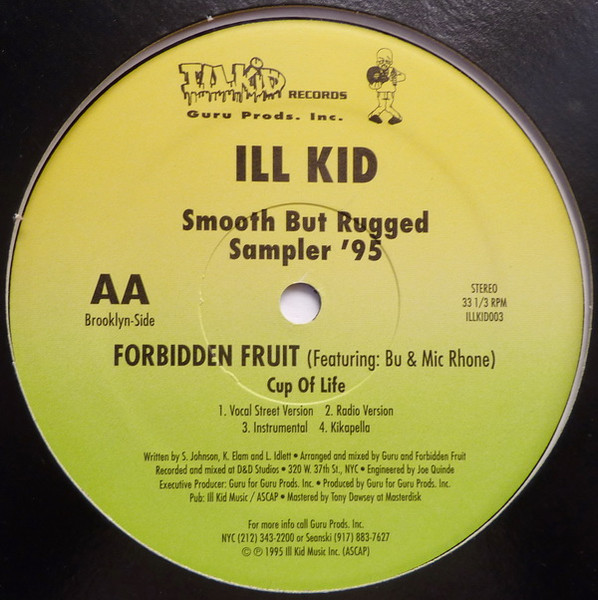 ILL KID RECORDS
Guru Prods. Inc.
ILL KID
Smooth But Rugged
Sampler '95
AA
Brooklyn-Side
STEREO
33 1/3 RPM
ILLKID003
FORBIDDEN FRUIT (Featuring: Bu & Mic Rhone)
Cup Of Life
1. Vocal Street Version 2. Radio Version
3. Instrumental 4. Kikapella
Written by S. Johnson, K. Elam and L. Idlett • Arranged and mixed by Guru and Forbidden Fruit
Recorded and mixed at D&D Studios • 320 W. 37th St., NYC • Engineered by Joe Quinde
Executive Producer: Guru for Guru Prods. Inc. • Produced by Guru for Guru Prods. Inc.
Pub: Ill Kid Music / ASCAP • Mastered by Tony Dawsey at Masterdisk
For more info call Guru Prods. Inc.
NYC (212) 343-2200 or Seanski (917) 883-7627
© ℗ 1995 Ill Kid Music Inc. (ASCAP)